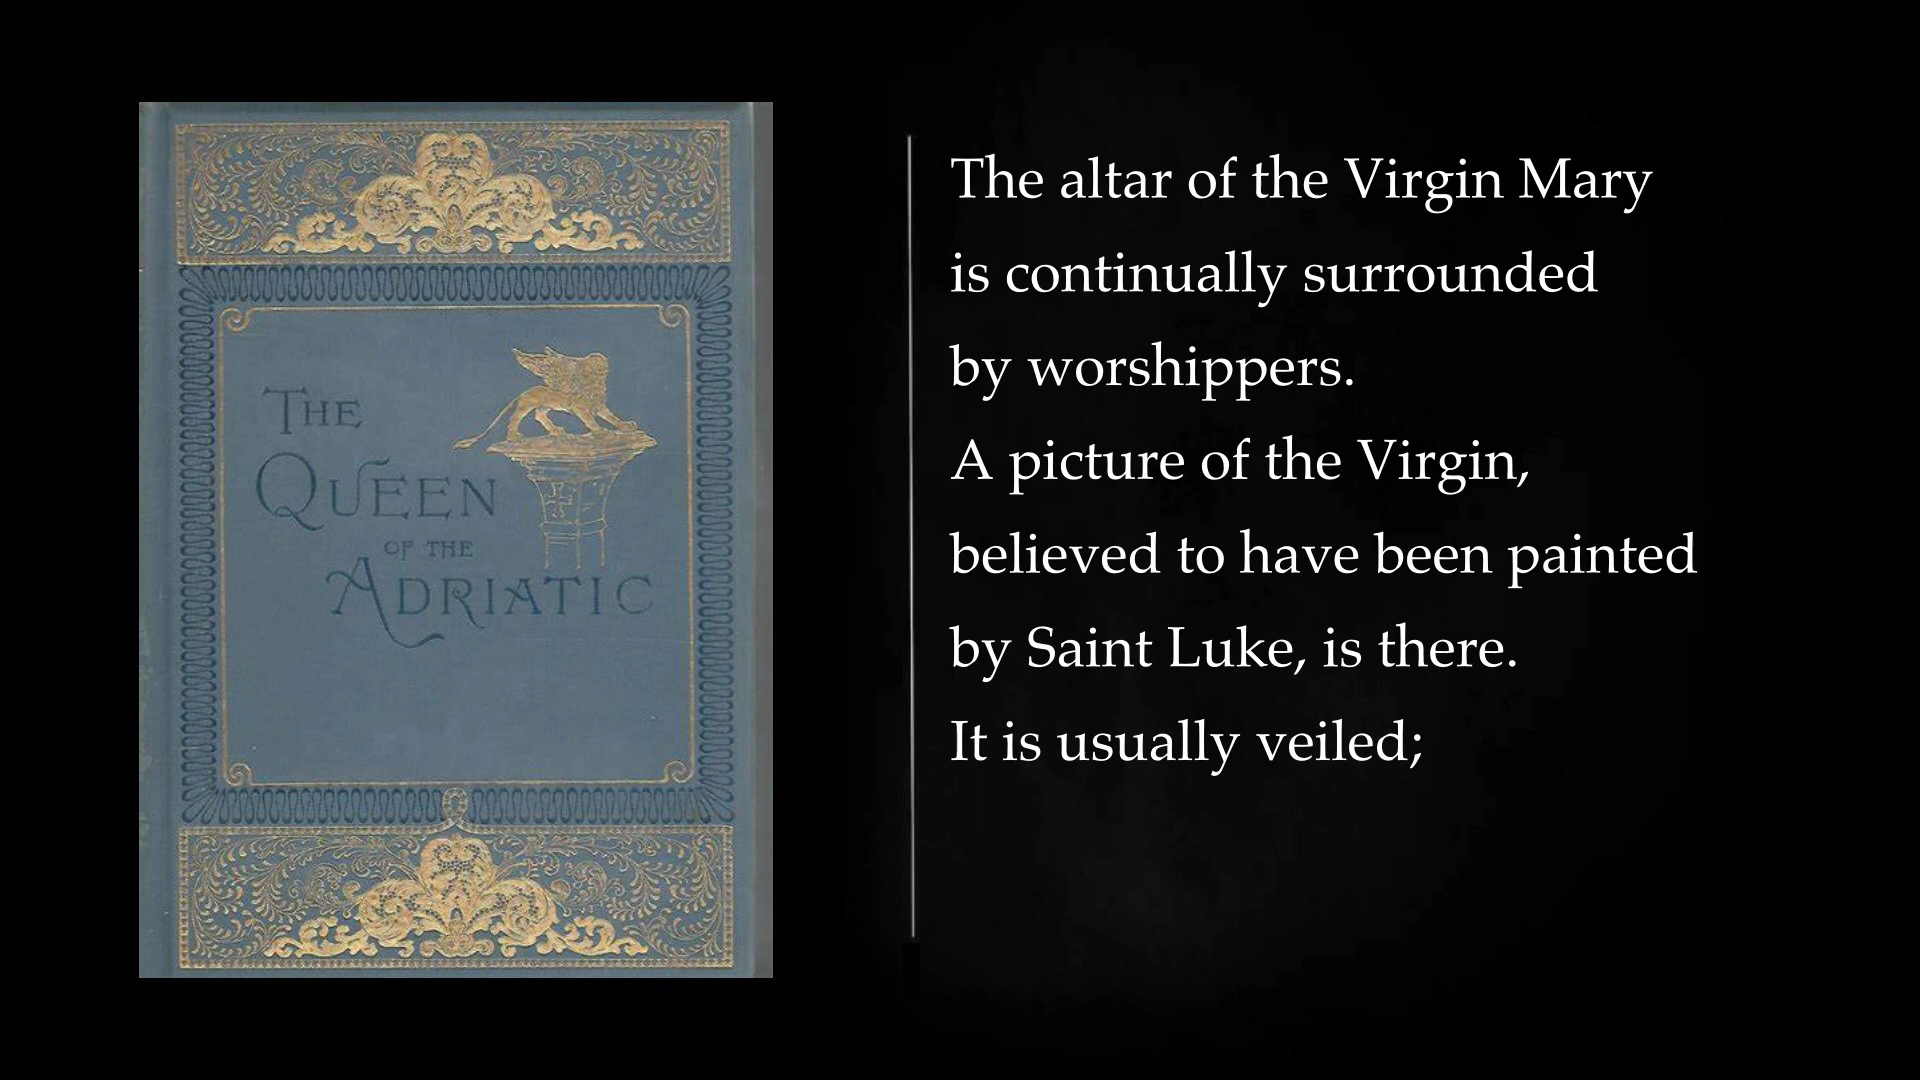 THE
QUEEN
OF THE
ADRIATIC
The altar of the Virgin Mary
is continually surrounded
by worshippers.
A picture of the Virgin,
believed to have been painted
by Saint Luke, is there.
It is usually veiled;